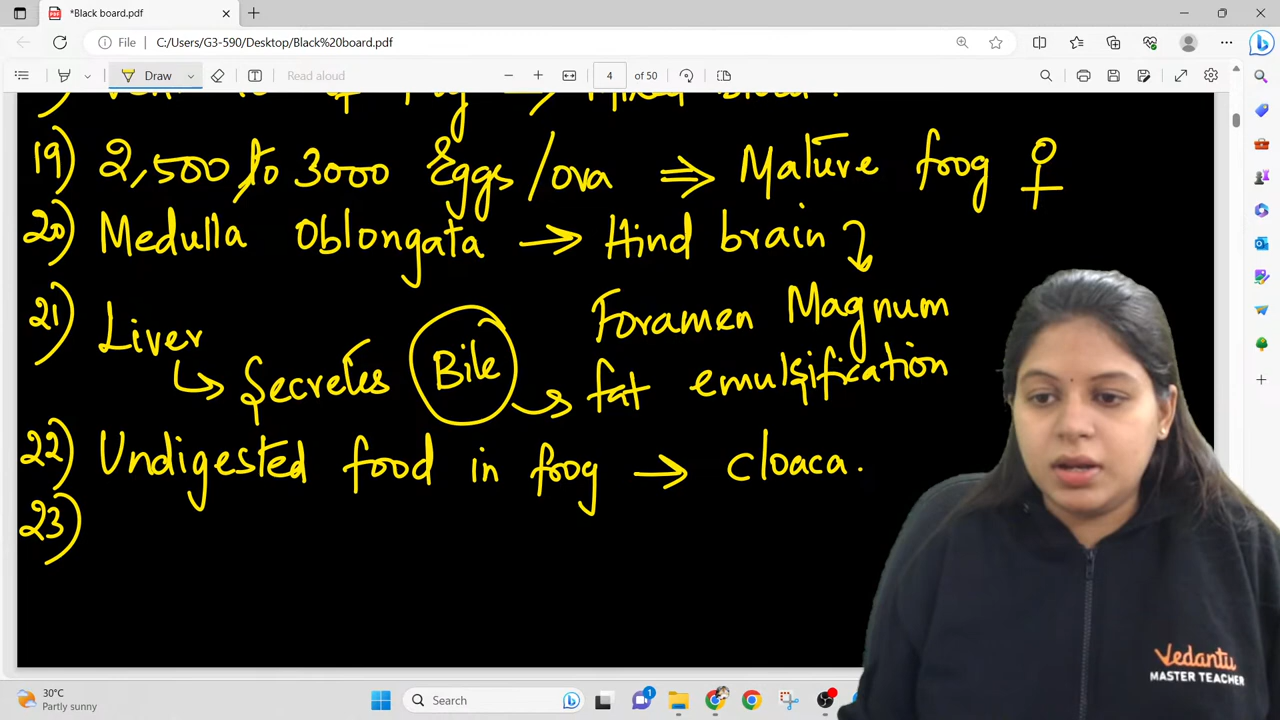 *Black board.pdf
File C:/Users/G3-590/Desktop/Black%20board.pdf
Draw Read aloud 4 of 50
19) 2,500 to 3000 Eggs/ova ⇒ Mature frog ♀
20) Medulla Oblongata → Hind brain
Foramen Magnum
21) Liver
Secretes Bile → fat emulsification
22) Undigested food in frog → cloaca.
23)
Vedantu
MASTER TEACHER
30°C
Partly sunny
Search
1